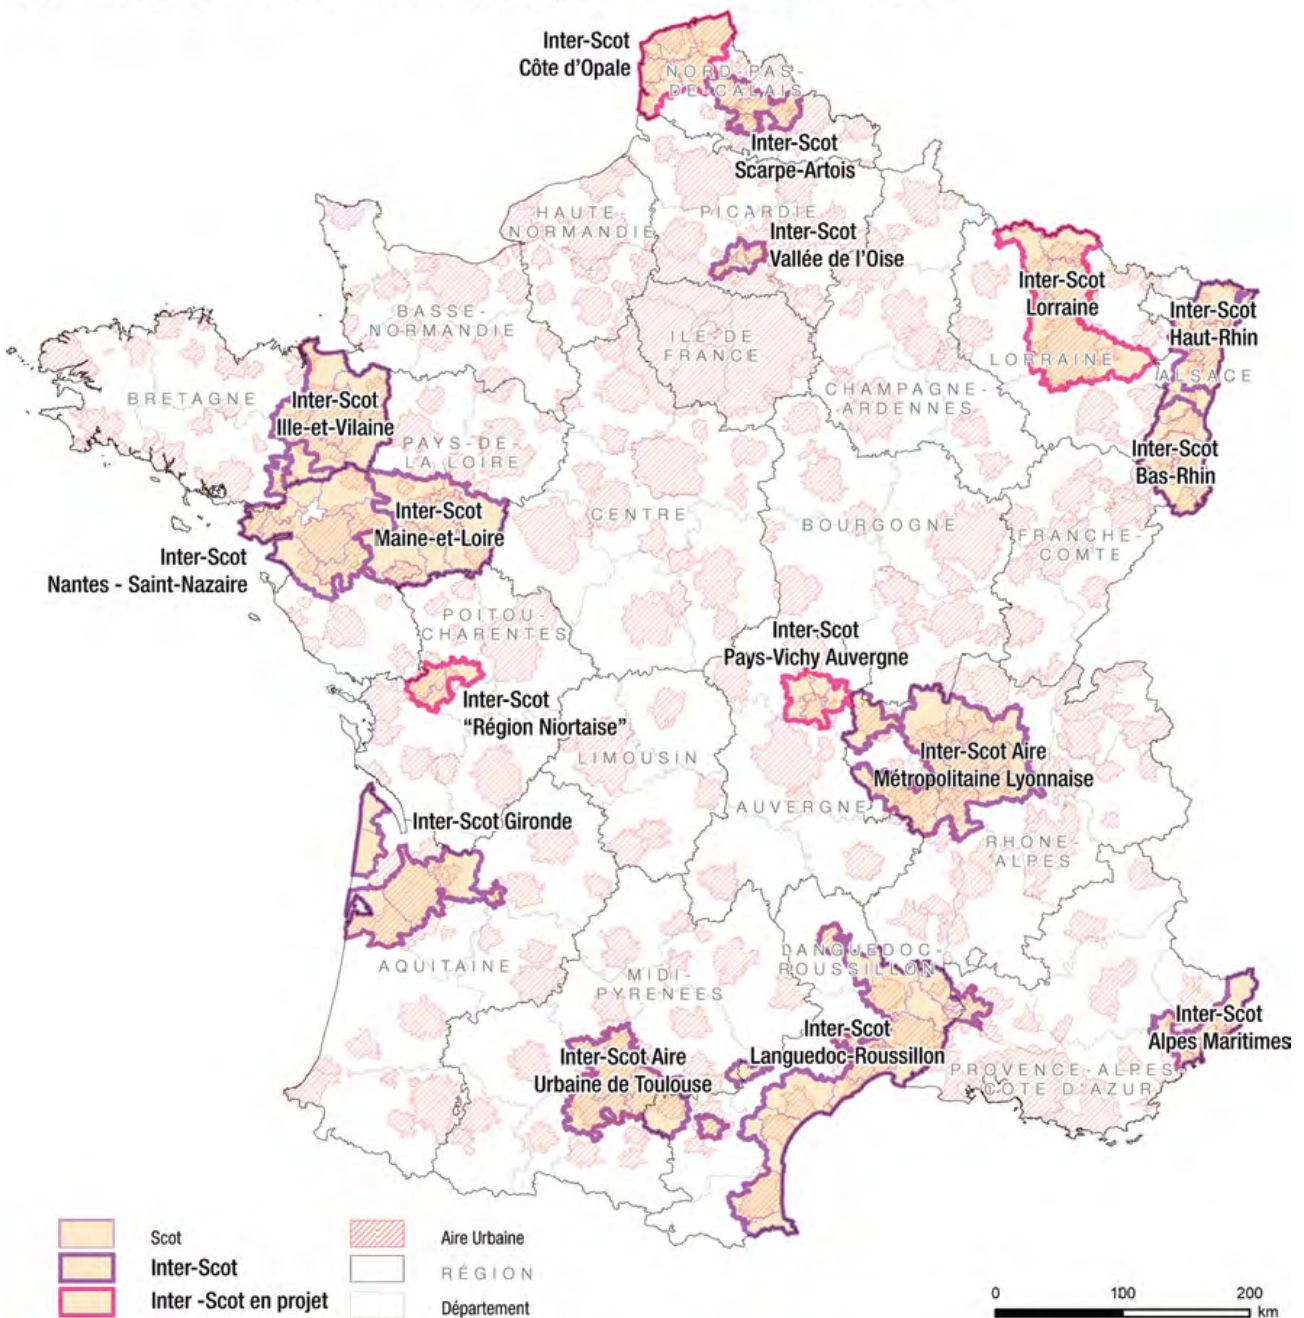 Inter-Scot
Côte d'Opale
NORD-PAS-
DE-CALAIS
Inter-Scot
Scarpe-Artois
HAUTE-
NORMANDIE
PICARDIE
Inter-Scot
Vallée de l'Oise
Inter-Scot
Lorraine
Inter-Scot
Haut-Rhin
BASSE-
NORMANDIE
ILE-DE
FRANCE
LORRAINE
ALSACE
CHAMPAGNE-
ARDENNES
BRETAGNE
Inter-Scot
Ille-et-Vilaine
PAYS-DE-
LA LOIRE
Inter-Scot
Bas-Rhin
Inter-Scot
Maine-et-Loire
CENTRE
BOURGOGNE
FRANCHE-
COMTE
Inter-Scot
Nantes - Saint-Nazaire
POITOU-
CHARENTES
Inter-Scot
Pays-Vichy Auvergne
Inter-Scot
“Région Niortaise”
LIMOUSIN
Inter-Scot Aire
Métropolitaine Lyonnaise
AUVERGNE
Inter-Scot Gironde
RHONE-
ALPES
AQUITAINE
MIDI-
PYRENEES
LANGUEDOC-
ROUSSILLON
Inter-Scot
Alpes Maritimes
Inter-Scot
Languedoc-Roussillon
Inter-Scot Aire
Urbaine de Toulouse
PROVENCE-ALPES
COTE D'AZUR
Scot
Inter-Scot
Inter -Scot en projet
Aire Urbaine
RÉGION
Département
0 100 200
km